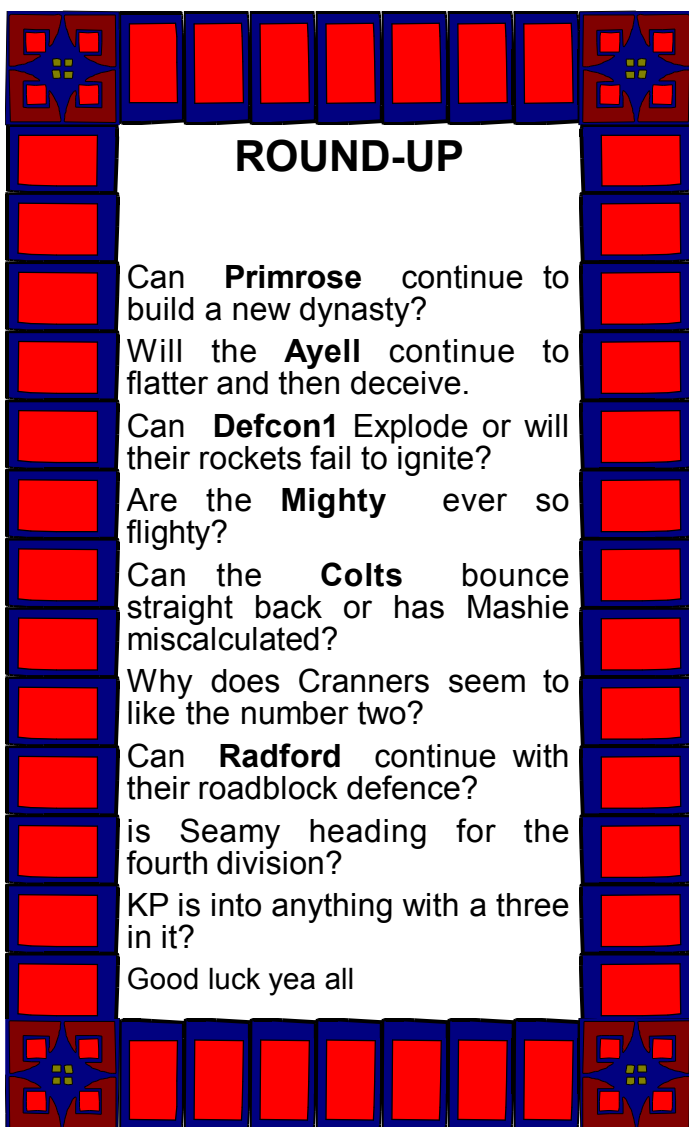 ROUND-UP
Can Primrose continue to
build a new dynasty?
Will the Ayell continue to
flatter and then deceive.
Can Defcon1 Explode or will
their rockets fail to ignite?
Are the Mighty ever so
flighty?
Can the Colts bounce
straight back or has Mashie
miscalculated?
Why does Cranners seem to
like the number two?
Can Radford continue with
their roadblock defence?
is Seamy heading for the
fourth division?
KP is into anything with a three
in it?
Good luck yea all